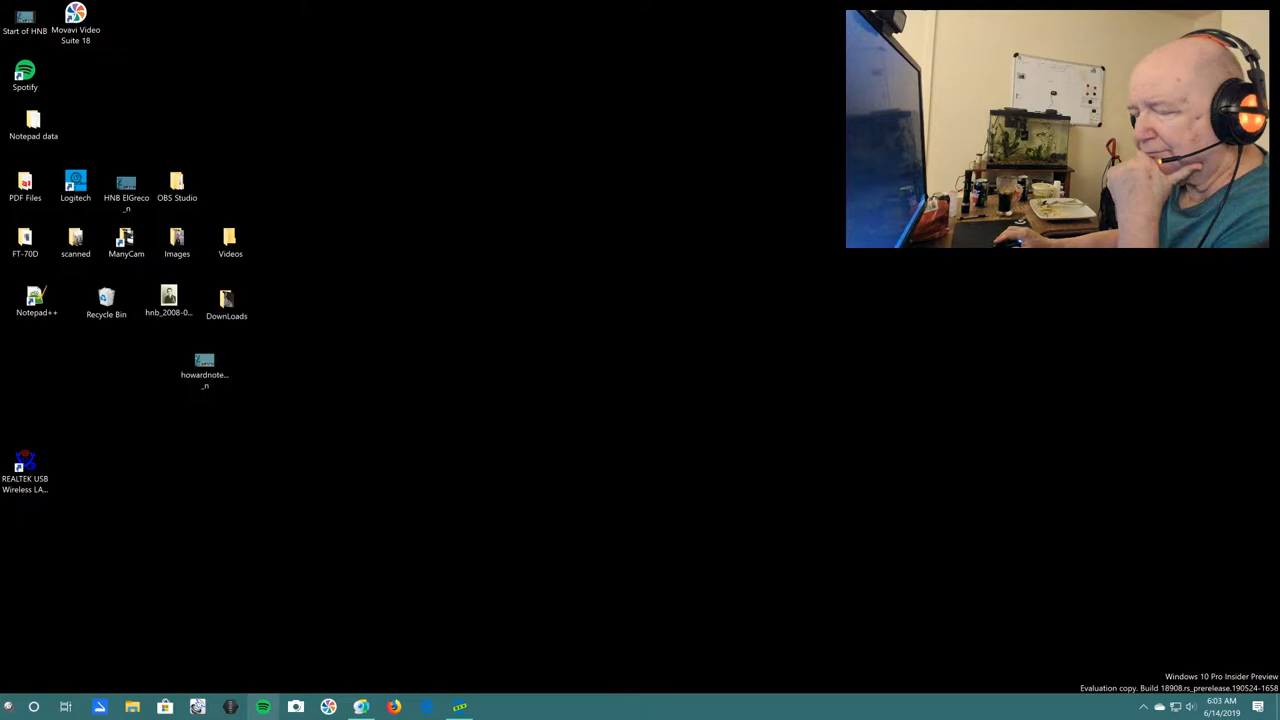 Start of HNB
Movavi Video
Suite 18
Spotify
Notepad data
PDF Files
Logitech
HNB ElGreco
_n
OBS Studio
FT-70D
scanned
ManyCam
Images
Videos
Notepad++
Recycle Bin
hnb_2008-0...
DownLoads
howardnote...
_n
REALTEK USB
Wireless LA...
Windows 10 Pro Insider Preview
Evaluation copy. Build 18908.rs_prerelease.190524-1658
6:03 AM
6/14/2019